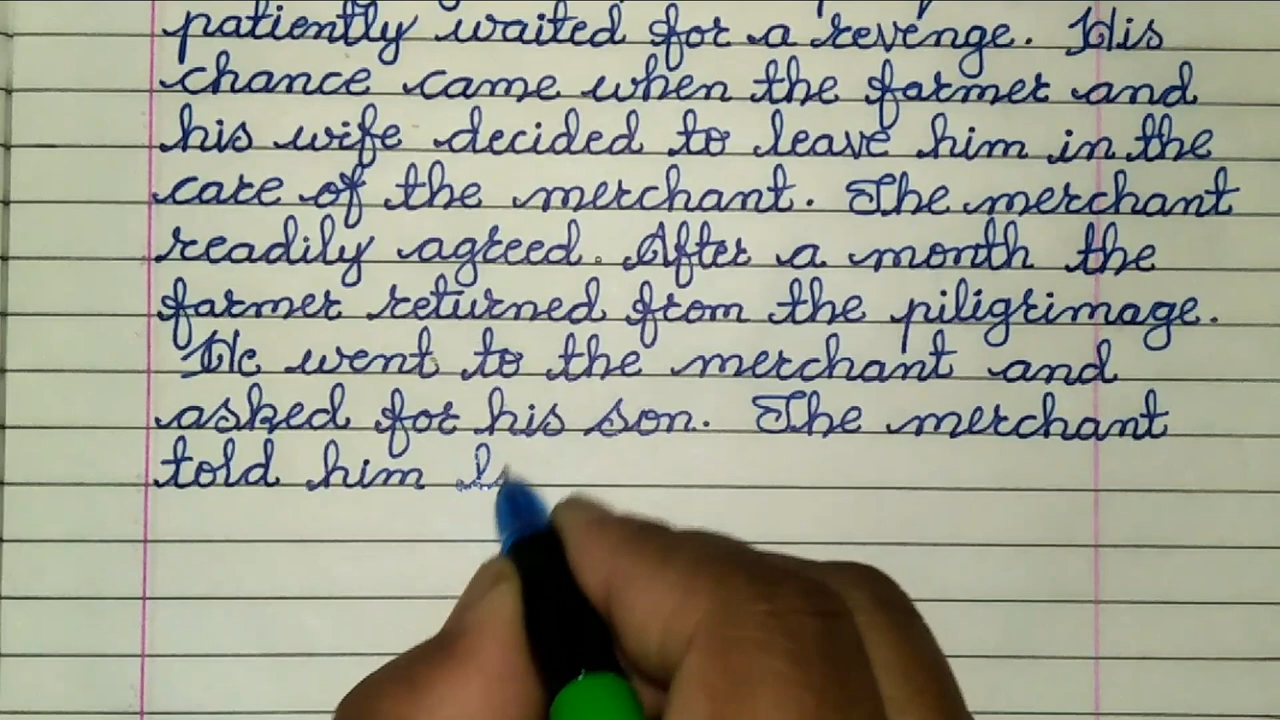 patiently waited for a revenge. His
chance came when the farmer and
his wife decided to leave him in the
care of the merchant. The merchant
readily agreed. After a month the
farmer returned from the piligrimage.
He went to the merchant and
asked for his son. The merchant
told him